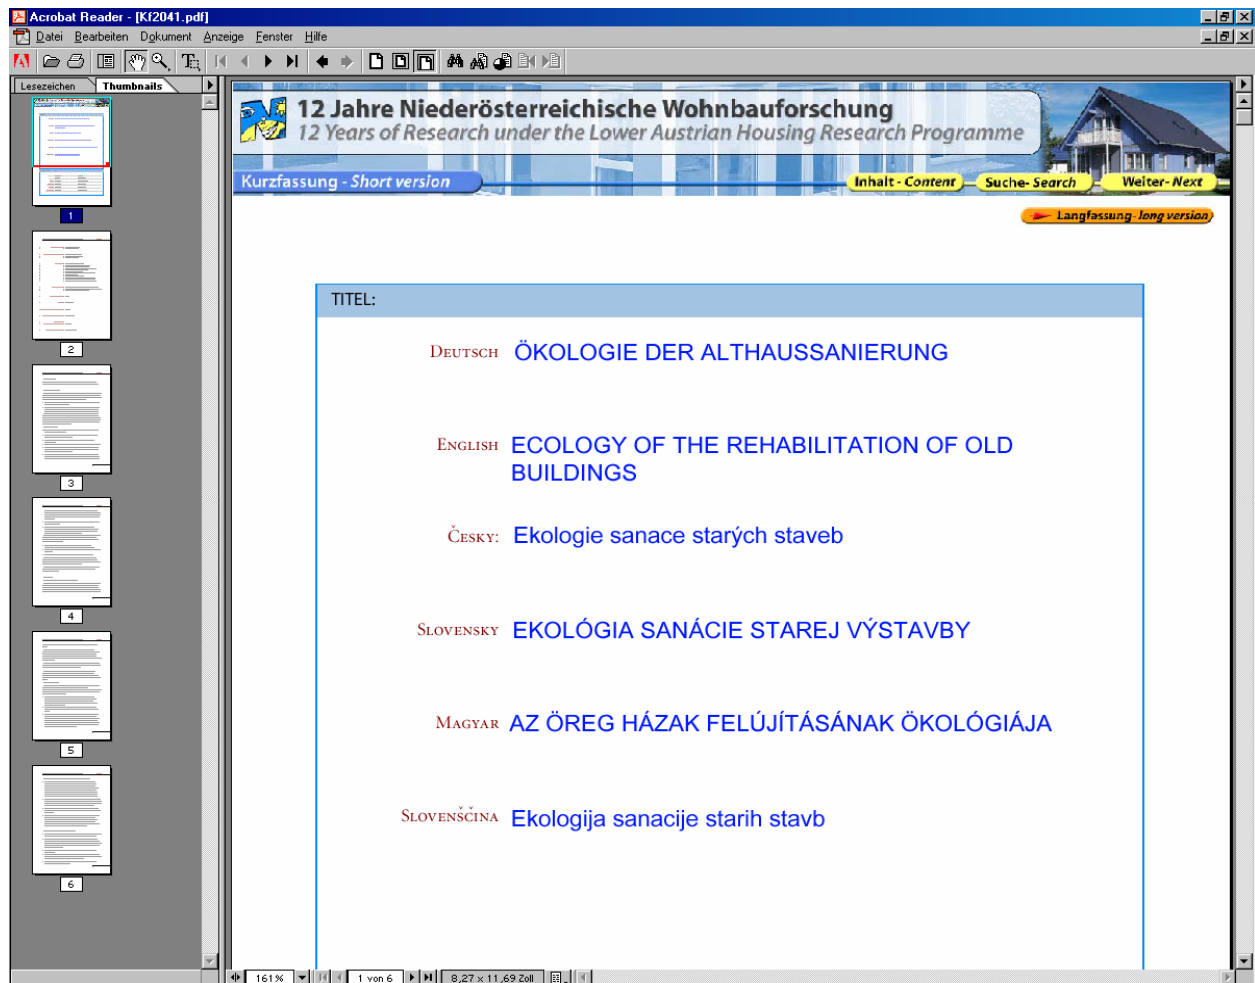 Acrobat Reader - [Kf2041.pdf]
Datei Bearbeiten Dokument Anzeige Fenster Hilfe
Lesezeichen Thumbnails
12 Jahre Niederösterreichische Wohnbauforschung
12 Years of Research under the Lower Austrian Housing Research Programme
Kurzfassung - Short version
Inhalt - Content
Suche- Search
Weiter- Next
Langfassung- long version
TITEL:
DEUTSCH ÖKOLOGIE DER ALTHAUSSANIERUNG
ENGLISH ECOLOGY OF THE REHABILITATION OF OLD
BUILDINGS
ČESKY: Ekologie sanace starých staveb
SLOVENSKY EKOLÓGIA SANÁCIE STAREJ VÝSTAVBY
MAGYAR AZ ÖREG HÁZAK FELÚJÍTÁSÁNAK ÖKOLÓGIÁJA
SLOVENŠČINA Ekologija sanacije starih stavb
1
2
3
4
5
6
161% 1 von 6 8,27 x 11,69 Zoll